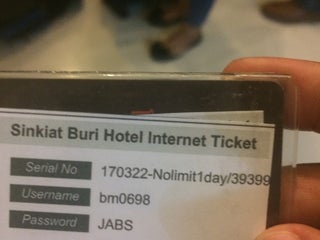 Sinkiat Buri Hotel Internet Ticket
Serial No 170322-Nolimit1day/39399
Username bm0698
Password JABS